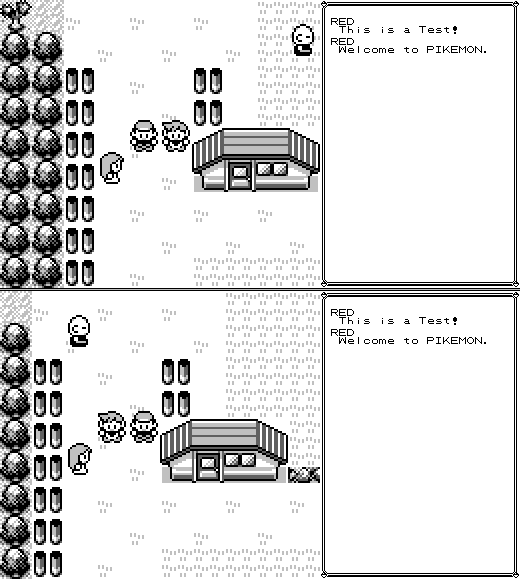 RED
This is a Test!
RED
Welcome to PIKEMON.
RED
This is a Test!
RED
Welcome to PIKEMON.